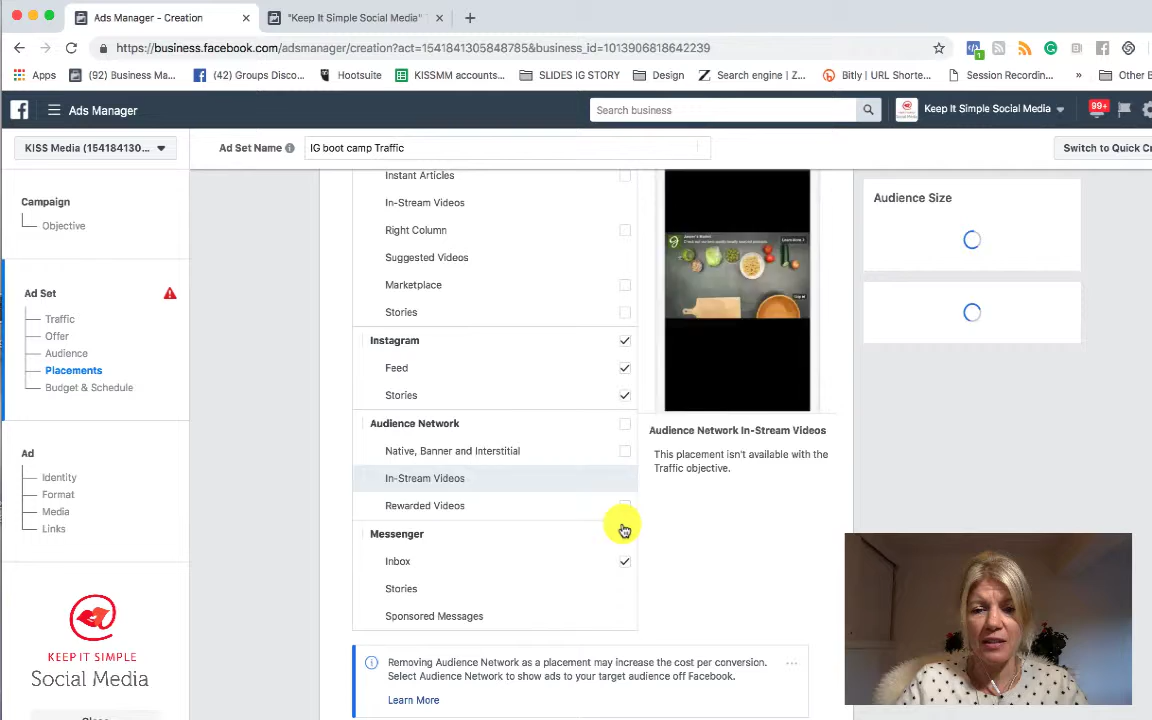 Ads Manager - Creation
"Keep It Simple Social Media"
https://business.facebook.com/adsmanager/creation?act=1541841305848785&business_id=1013906818642239
Apps
(92) Business Ma...
(42) Groups Disco...
Hootsuite
KISSMM accounts...
SLIDES IG STORY
Design
Search engine | Z...
Bitly | URL Shorte...
Session Recordin...
»
Other B
Ads Manager
Search business
Keep It Simple Social Media
99+
KISS Media (154184130...
Ad Set Name
IG boot camp Traffic
Switch to Quick Cr
Campaign
Objective
Ad Set
Traffic
Offer
Audience
Placements
Budget & Schedule
Ad
Identity
Format
Media
Links
KEEP IT SIMPLE
Social Media
Close
Instant Articles
In-Stream Videos
Right Column
Suggested Videos
Marketplace
Stories
Instagram
Feed
Stories
Audience Network
Native, Banner and Interstitial
In-Stream Videos
Rewarded Videos
Messenger
Inbox
Stories
Sponsored Messages
Audience Network In-Stream Videos
This placement isn't available with the
Traffic objective.
Removing Audience Network as a placement may increase the cost per conversion.
Select Audience Network to show ads to your target audience off Facebook.
Learn More
Audience Size